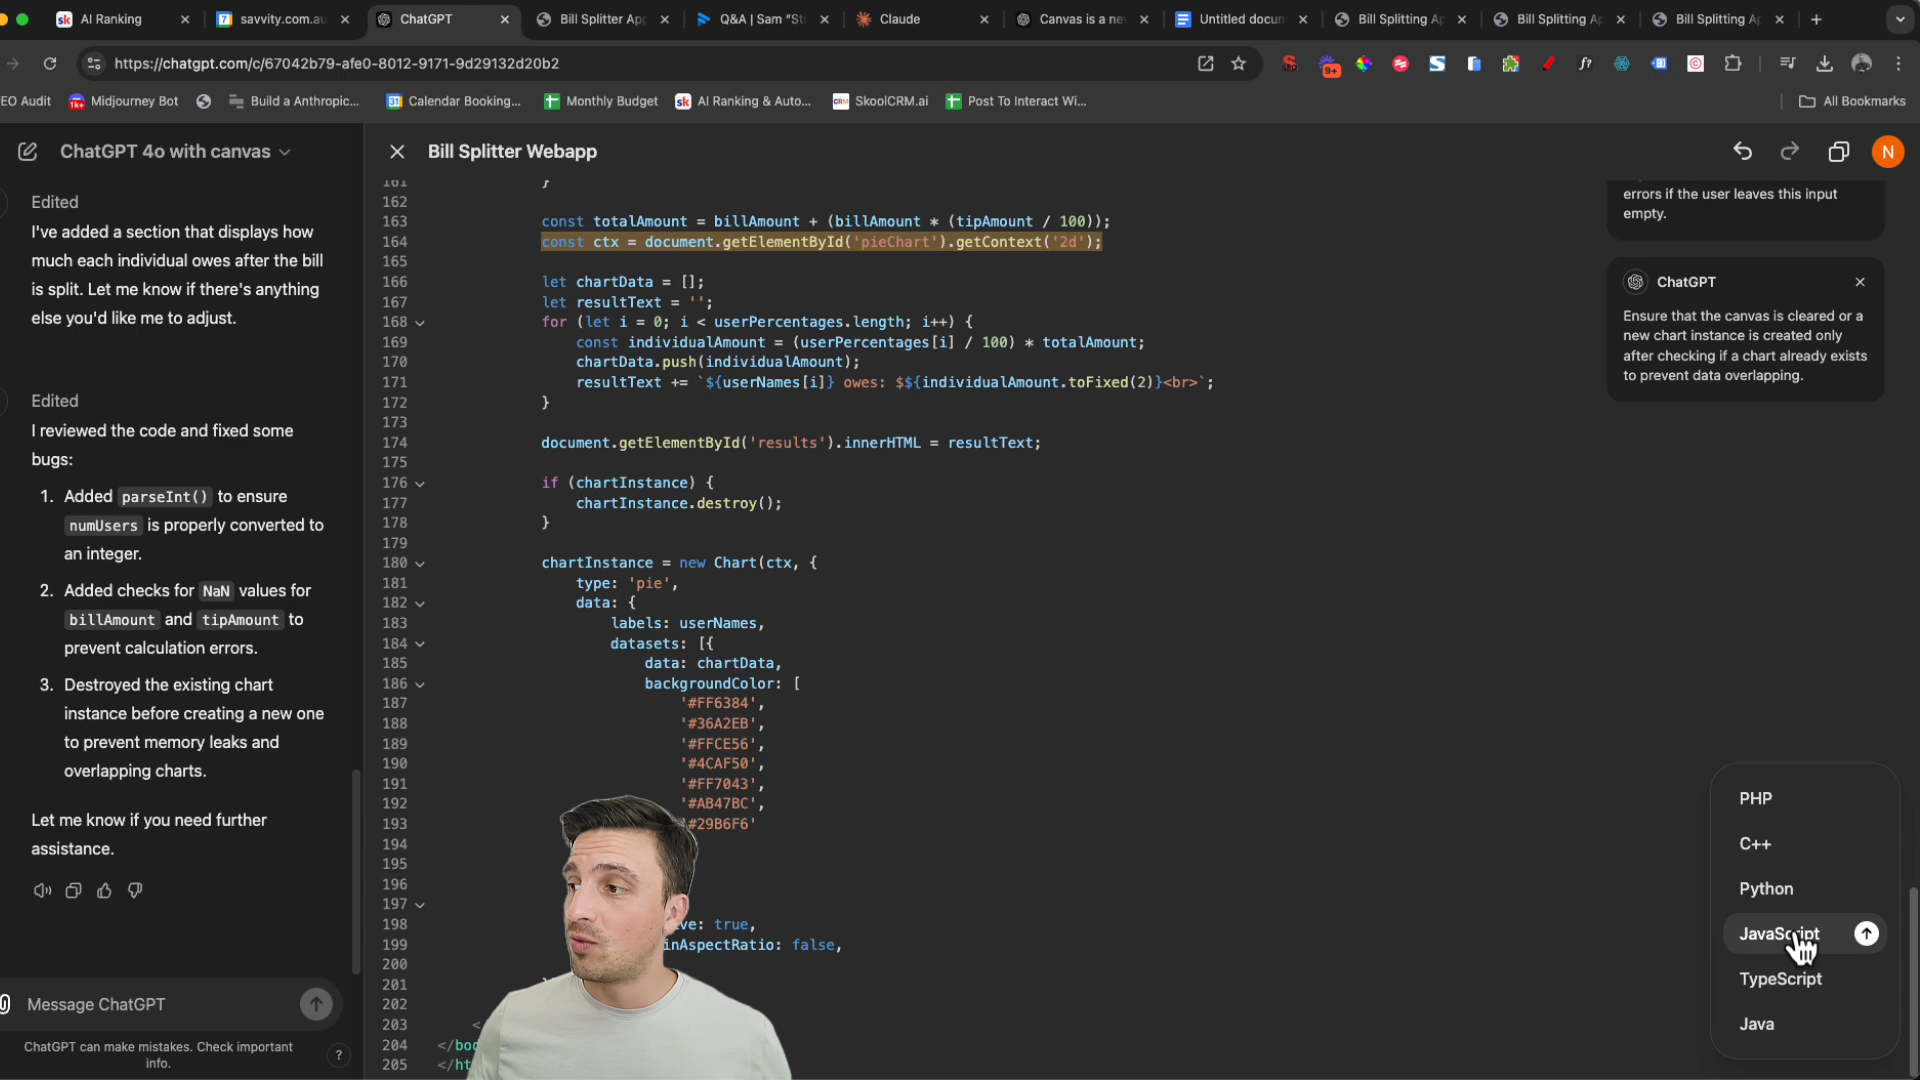 AI Ranking
savvity.com.au
ChatGPT
Bill Splitter App
Q&A | Sam "St
Claude
Canvas is a ne
Untitled docum
Bill Splitting Ap
Bill Splitting Ap
Bill Splitting Ap
https://chatgpt.com/c/67042b79-afe0-8012-9171-9d29132d20b2
9+
f?
EO Audit
Midjourney Bot
Build a Anthropic...
Calendar Booking...
Monthly Budget
AI Ranking & Auto...
SkoolCRM.ai
Post To Interact Wi...
All Bookmarks
ChatGPT 4o with canvas
Bill Splitter Webapp
N
Edited
I've added a section that displays how
much each individual owes after the bill
is split. Let me know if there's anything
else you'd like me to adjust.
Edited
I reviewed the code and fixed some
bugs:
1. Added parseInt() to ensure
numUsers is properly converted to
an integer.
2. Added checks for NaN values for
billAmount and tipAmount to
prevent calculation errors.
3. Destroyed the existing chart
instance before creating a new one
to prevent memory leaks and
overlapping charts.
Let me know if you need further
assistance.
Message ChatGPT
ChatGPT can make mistakes. Check important
info.
?
161 }
162
163 const totalAmount = billAmount + (billAmount * (tipAmount / 100));
164 const ctx = document.getElementById('pieChart').getContext('2d');
165
166 let chartData = [];
167 let resultText = '';
168 for (let i = 0; i < userPercentages.length; i++) {
169 const individualAmount = (userPercentages[i] / 100) * totalAmount;
170 chartData.push(individualAmount);
171 resultText += `${userNames[i]} owes: $${individualAmount.toFixed(2)}<br>`;
172 }
173
174 document.getElementById('results').innerHTML = resultText;
175
176 if (chartInstance) {
177 chartInstance.destroy();
178 }
179
180 chartInstance = new Chart(ctx, {
181 type: 'pie',
182 data: {
183 labels: userNames,
184 datasets: [{
185 data: chartData,
186 backgroundColor: [
187 '#FF6384',
188 '#36A2EB',
189 '#FFCE56',
190 '#4CAF50',
191 '#FF7043',
192 '#AB47BC',
193 '#29B6F6'
194
195
196
197
198 ve: true,
199 inAspectRatio: false,
200
201
202
203 <
204 </bod
205 </ht
errors if the user leaves this input
empty.
ChatGPT
Ensure that the canvas is cleared or a
new chart instance is created only
after checking if a chart already exists
to prevent data overlapping.
PHP
C++
Python
JavaScript
TypeScript
Java